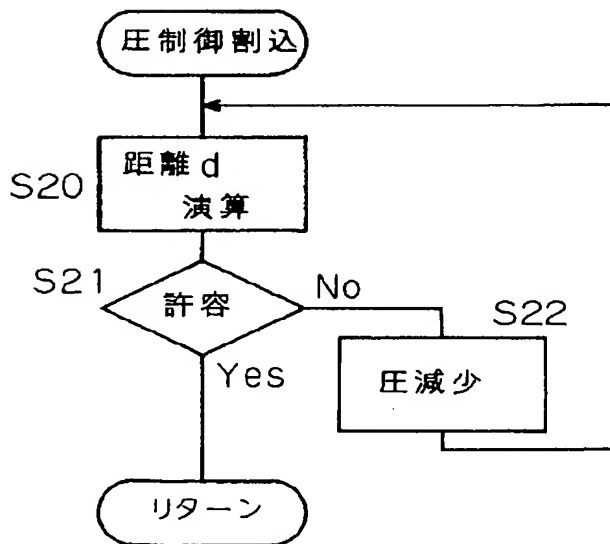 圧制御割込
距離d
演算
S20
S21
許容
No
S22
圧減少
Yes
リターン